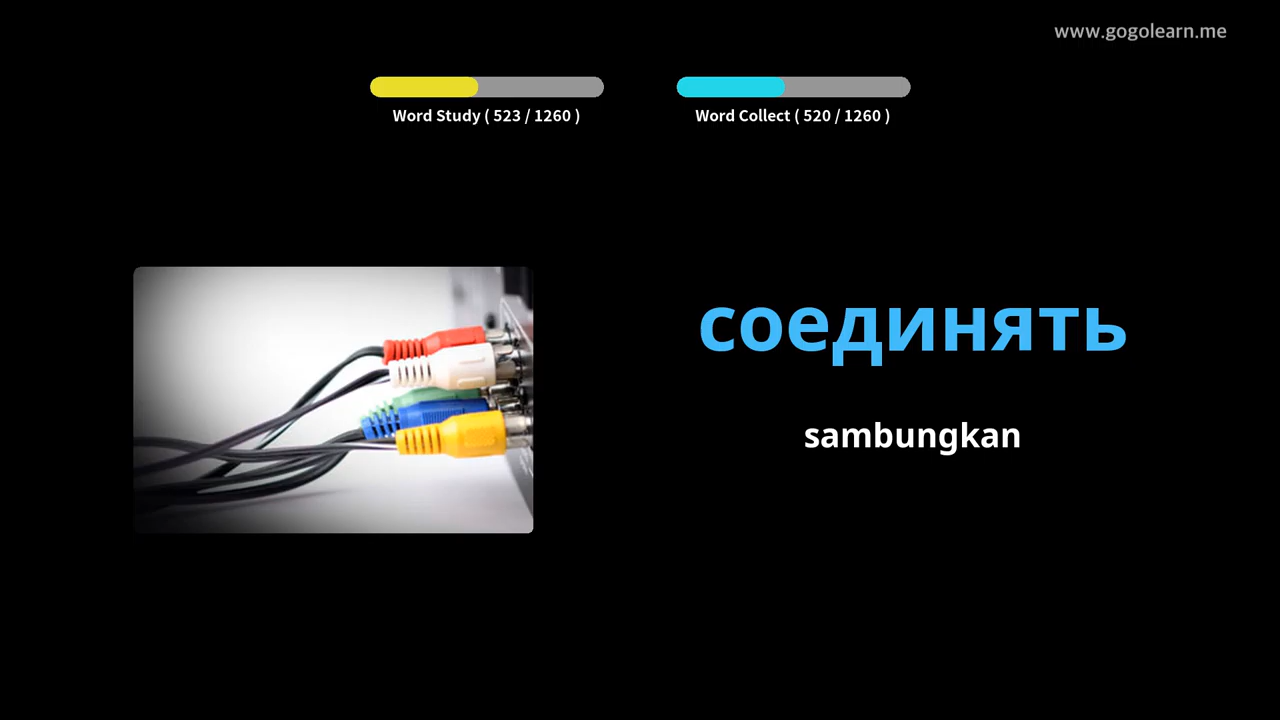 www.gogolearn.me
Word Study ( 523 / 1260 )
Word Collect ( 520 / 1260 )
соединять
sambungkan